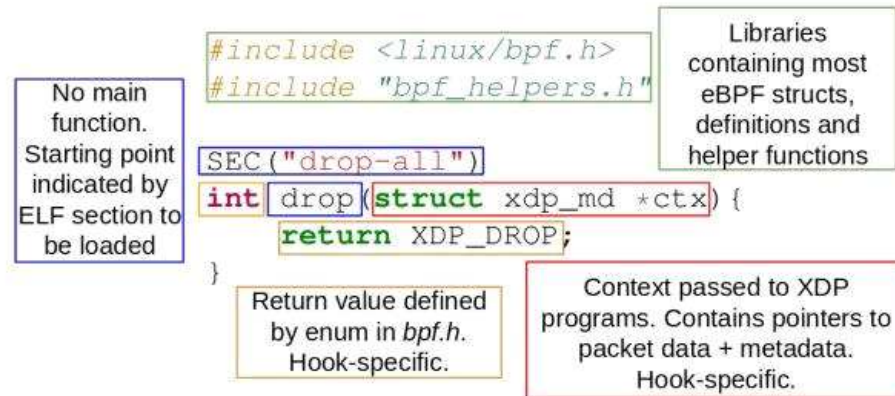 #include <linux/bpf.h>
#include "bpf_helpers.h"
Libraries
containing most
eBPF structs,
definitions and
helper functions
No main
function.
Starting point
indicated by
ELF section to
be loaded
SEC("drop-all")
int drop(struct xdp_md *ctx){
return XDP_DROP;
}
Return value defined
by enum in bpf.h.
Hook-specific.
Context passed to XDP
programs. Contains pointers to
packet data + metadata.
Hook-specific.